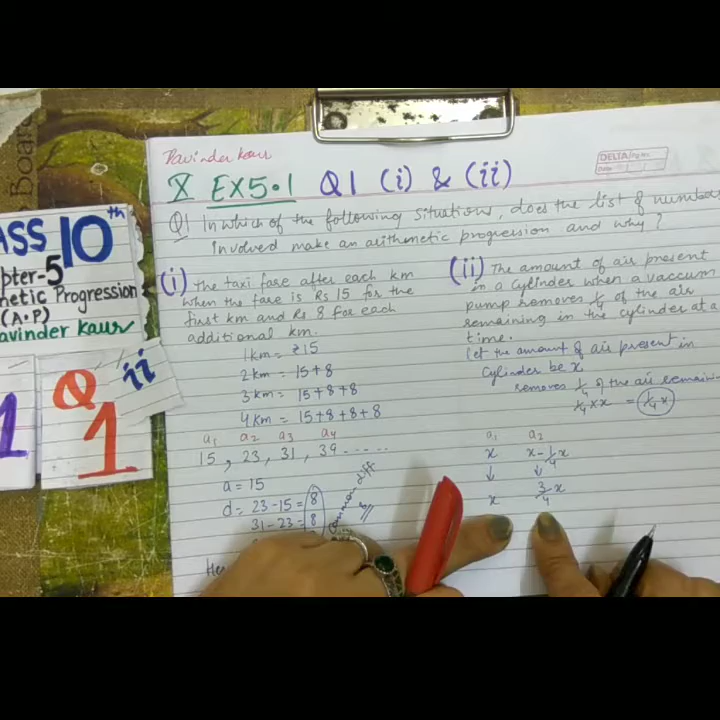 Board
Ravinder Kaur
DELTA
Date
X EX5.1 Q1 (i) & (ii)
Q1 In which of the following situations, does the list of numbers
involved make an arithmetic progression and why?
(i) The taxi fare after each km
when the fare is Rs 15 for the
first km and Rs 8 for each
additional km.
1km = ₹15
2km = 15+8
3km = 15+8+8
4km = 15+8+8+8
a1 a2 a3 a4
15, 23, 31, 39.....
a = 15
d = 23-15 = 8
31-23 = 8
common diff
8
He
(ii) The amount of air present
in a cylinder when a vaccum
pump removes 1/4 of the air
remaining in the cylinder at a
time.
Let the amount of air present in
cylinder be x
removes 1/4 of the air remaining
1/4 × x = 1/4 x
a1 a2
x x-1/4x
↓ ↓
x 3/4 x
ASS 10th
pter-5
netic Progression
(A.P)
avinder Kaur
1
Q ii
1